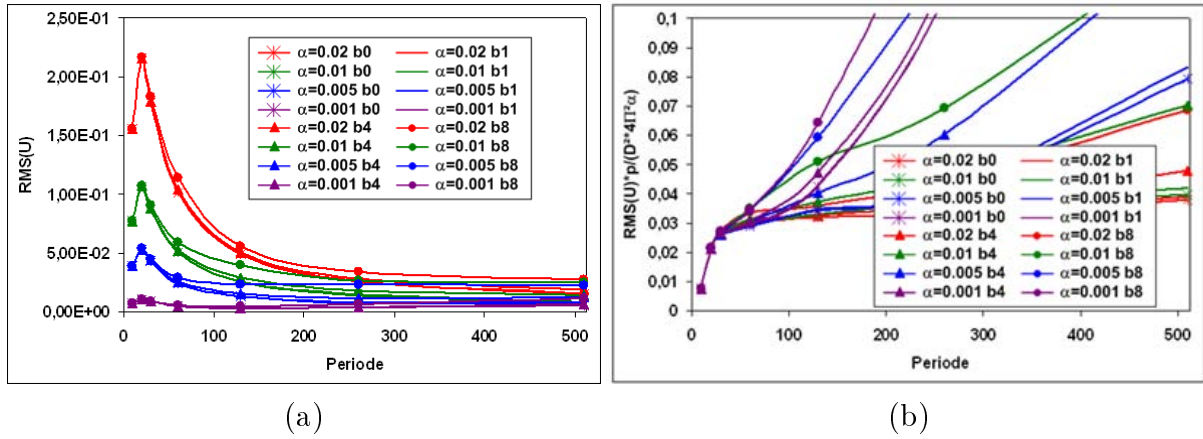 2,50E-01
2,00E-01
1,50E-01
1,00E-01
5,00E-02
0,00E+00
RMS(U)
0 100 200 300 400 500
Periode
α=0.02 b0 α=0.02 b1
α=0.01 b0 α=0.01 b1
α=0.005 b0 α=0.005 b1
α=0.001 b0 α=0.001 b1
α=0.02 b4 α=0.02 b8
α=0.01 b4 α=0.01 b8
α=0.005 b4 α=0.005 b8
α=0.001 b4 α=0.001 b8
(a)
0,1
0,09
0,08
0,07
0,06
0,05
0,04
0,03
0,02
0,01
0
RMS(U)*p/(D²*4Π²α)
0 100 200 300 400 500
Periode
α=0.02 b0 α=0.02 b1
α=0.01 b0 α=0.01 b1
α=0.005 b0 α=0.005 b1
α=0.001 b0 α=0.001 b1
α=0.02 b4 α=0.02 b8
α=0.01 b4 α=0.01 b8
α=0.005 b4 α=0.005 b8
α=0.001 b4 α=0.001 b8
(b)